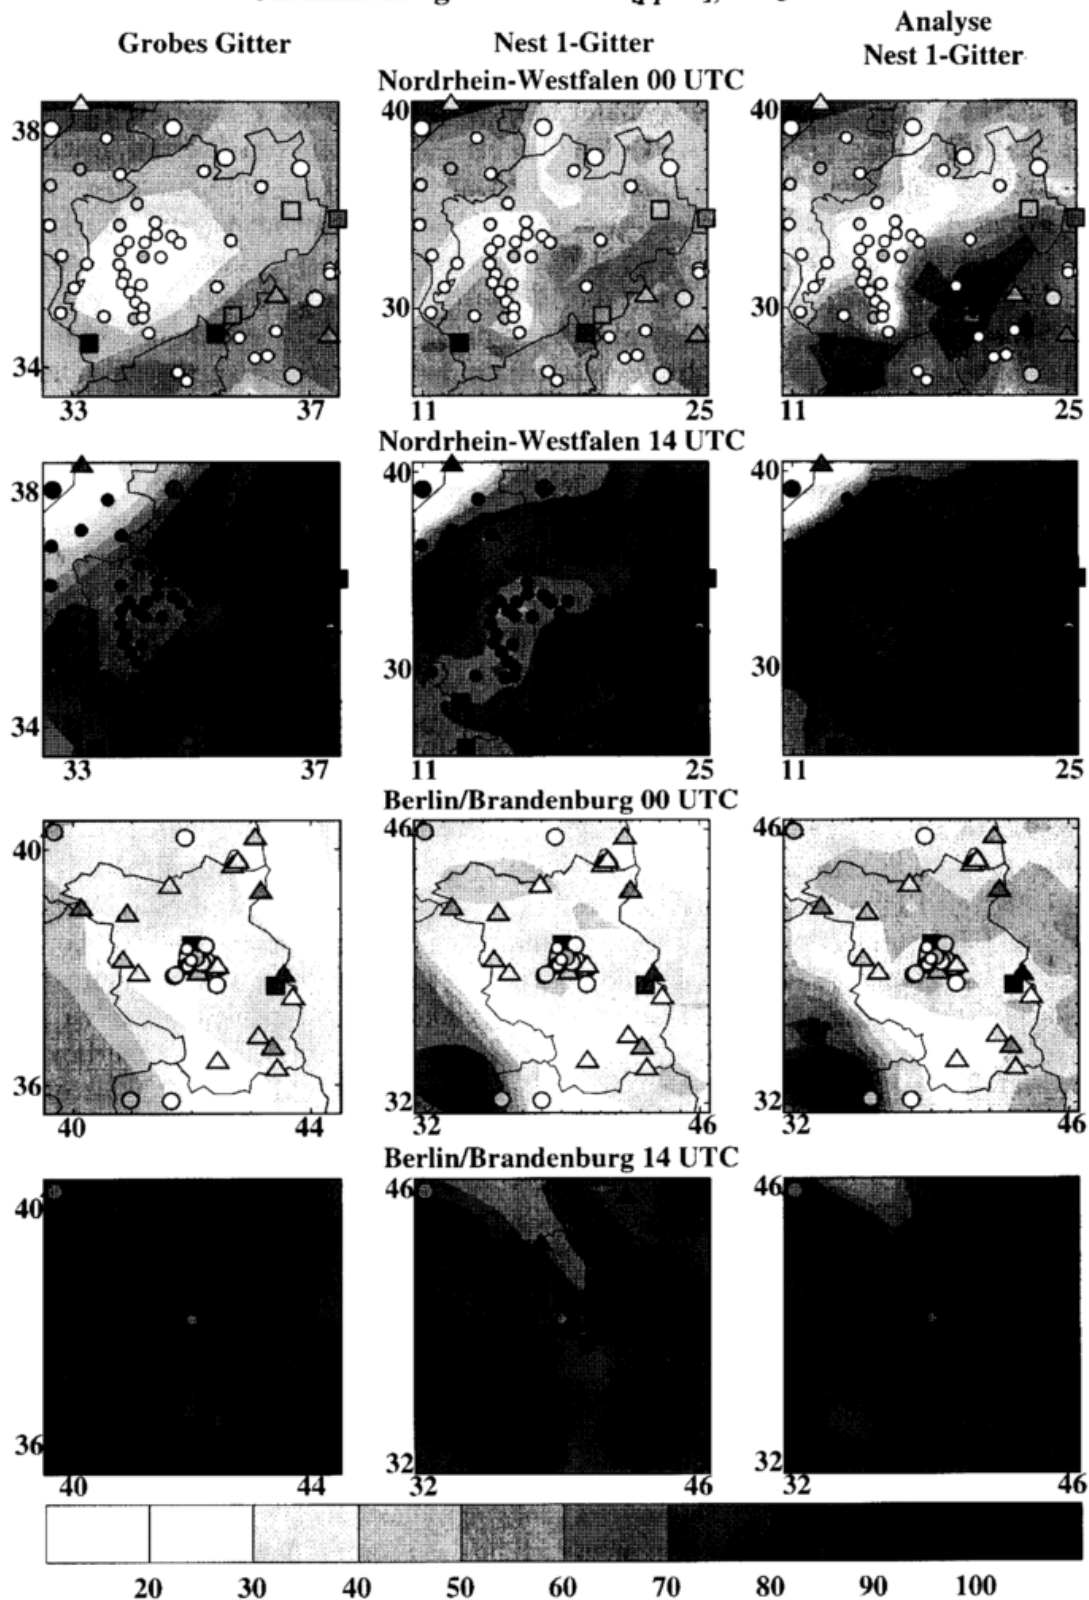 Grobes Gitter Nest 1-Gitter Analyse
Nest 1-Gitter
Nordrhein-Westfalen 00 UTC
38 40 40
30 30
34
33 37 11 25 11 25
Nordrhein-Westfalen 14 UTC
38 40 40
30 30
34
33 37 11 25 11 25
Berlin/Brandenburg 00 UTC
40 46 46
36 32 32
40 44 32 46 32 46
Berlin/Brandenburg 14 UTC
40 46 46
36 32 32
40 44 32 46 32 46
20 30 40 50 60 70 80 90 100